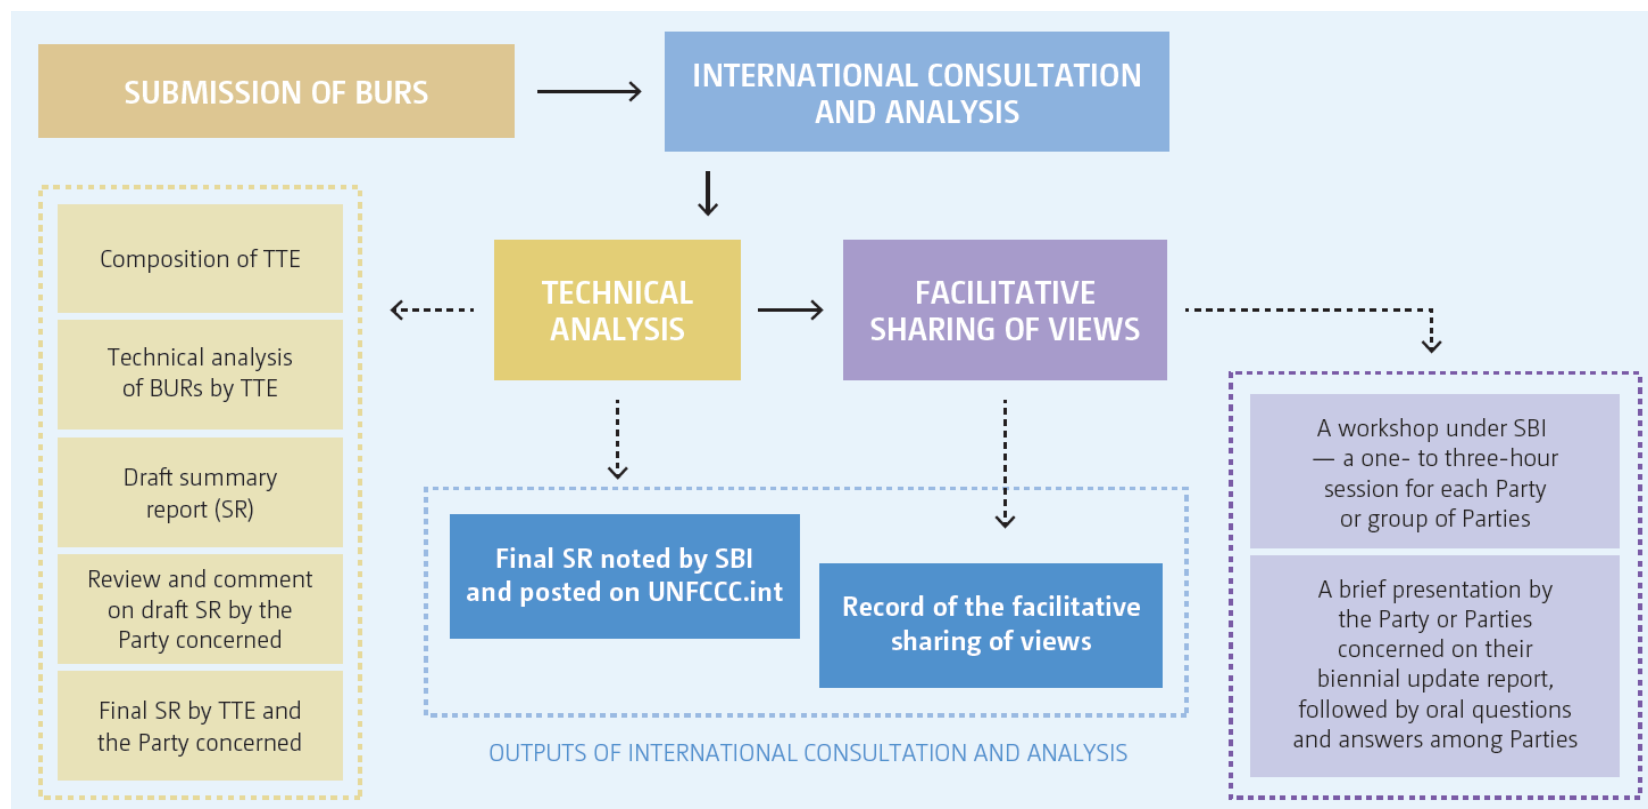 SUBMISSION OF BURS
INTERNATIONAL CONSULTATION
AND ANALYSIS
Composition of TTE
Technical analysis
of BURs by TTE
Draft summary
report (SR)
Review and comment
on draft SR by the
Party concerned
Final SR by TTE and
the Party concerned
TECHNICAL
ANALYSIS
FACILITATIVE
SHARING OF VIEWS
Final SR noted by SBI
and posted on UNFCCC.int
Record of the facilitative
sharing of views
OUTPUTS OF INTERNATIONAL CONSULTATION AND ANALYSIS
A workshop under SBI
— a one- to three-hour
session for each Party
or group of Parties
A brief presentation by
the Party or Parties
concerned on their
biennial update report,
followed by oral questions
and answers among Parties